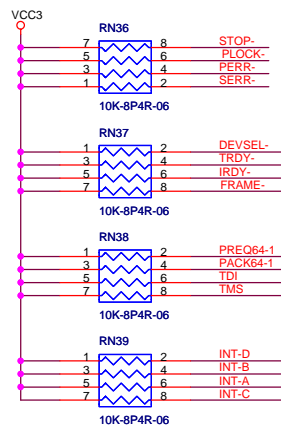 VCC3
RN36
7 8 STOP-
5 6 PLOCK-
3 4 PERR-
1 2 SERR-
10K-8P4R-06
RN37
1 2 DEVSEL-
3 4 TRDY-
5 6 IRDY-
7 8 FRAME-
10K-8P4R-06
RN38
1 2 PREQ64-1
3 4 PACK64-1
5 6 TDI
7 8 TMS
10K-8P4R-06
RN39
1 2 INT-D
3 4 INT-B
5 6 INT-A
7 8 INT-C
10K-8P4R-06